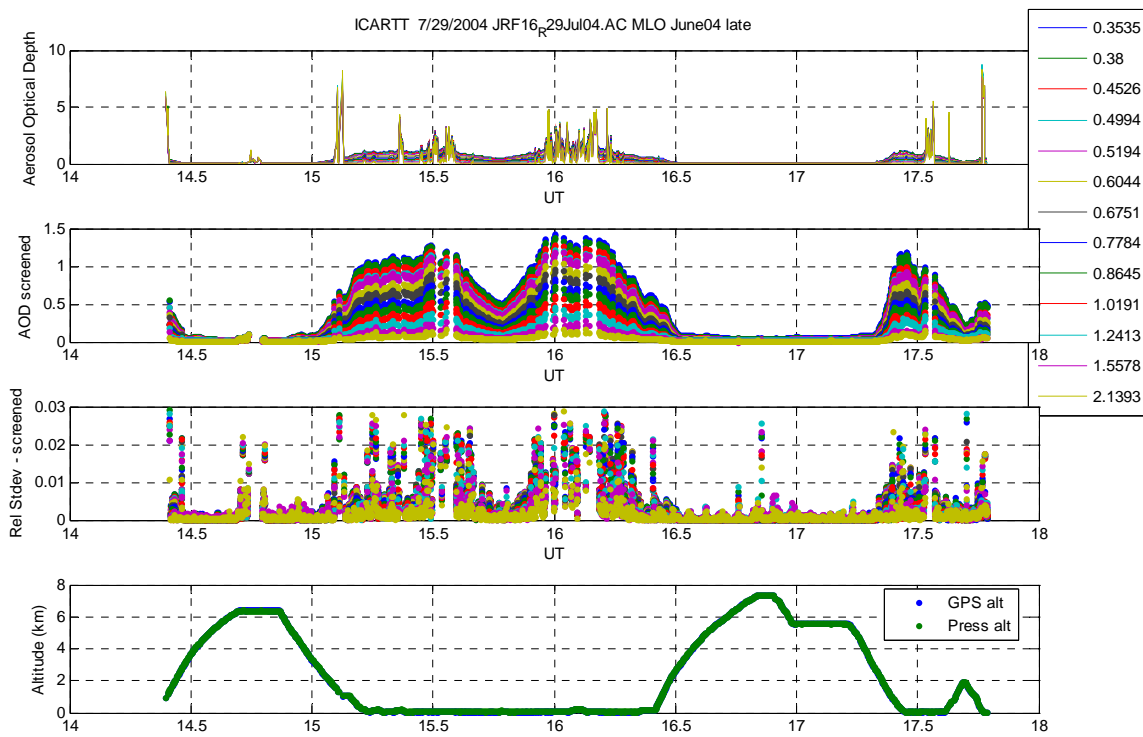 ICARTT 7/29/2004 JRF16_R29Jul04.AC MLO June04 late
Aerosol Optical Depth
10
5
0
14 14.5 15 15.5 16 16.5 17 17.5
UT
0.3535
0.38
0.4526
0.4994
0.5194
0.6044
0.6751
0.7784
0.8645
1.0191
1.2413
1.5578
2.1393
AOD screened
1.5
1
0.5
0
14 14.5 15 15.5 16 16.5 17 17.5 18
UT
Rel Stdev - screened
0.03
0.02
0.01
0
14 14.5 15 15.5 16 16.5 17 17.5 18
UT
Altitude (km)
8
6
4
2
0
14 14.5 15 15.5 16 16.5 17 17.5 18
GPS alt
Press alt